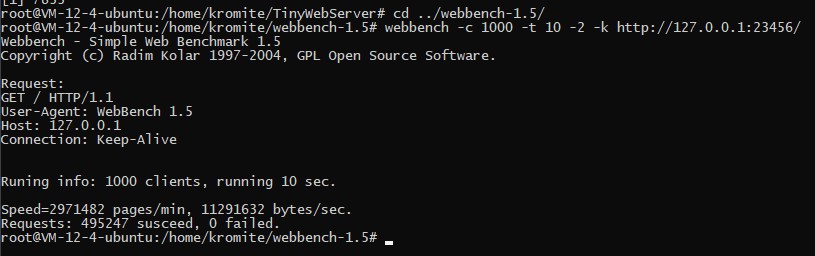 [1] 7855
root@VM-12-4-ubuntu:/home/kromite/TinyWebServer# cd ../webbench-1.5/
root@VM-12-4-ubuntu:/home/kromite/webbench-1.5# webbench -c 1000 -t 10 -2 -k http://127.0.0.1:23456/
Webbench - Simple Web Benchmark 1.5
Copyright (c) Radim Kolar 1997-2004, GPL Open Source Software.
Request:
GET / HTTP/1.1
User-Agent: WebBench 1.5
Host: 127.0.0.1
Connection: Keep-Alive
Runing info: 1000 clients, running 10 sec.
Speed=2971482 pages/min, 11291632 bytes/sec.
Requests: 495247 susceed, 0 failed.
root@VM-12-4-ubuntu:/home/kromite/webbench-1.5#